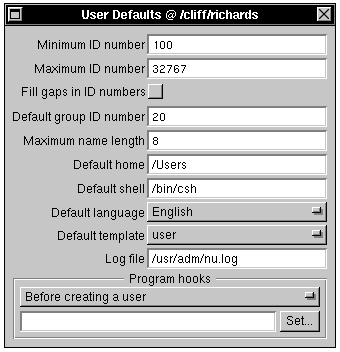 User Defaults @ /cliff/richards
Minimum ID number 100
Maximum ID number 32767
Fill gaps in ID numbers
Default group ID number 20
Maximum name length 8
Default home /Users
Default shell /bin/csh
Default language English
Default template user
Log file /usr/adm/nu.log
Program hooks
Before creating a user
Set...